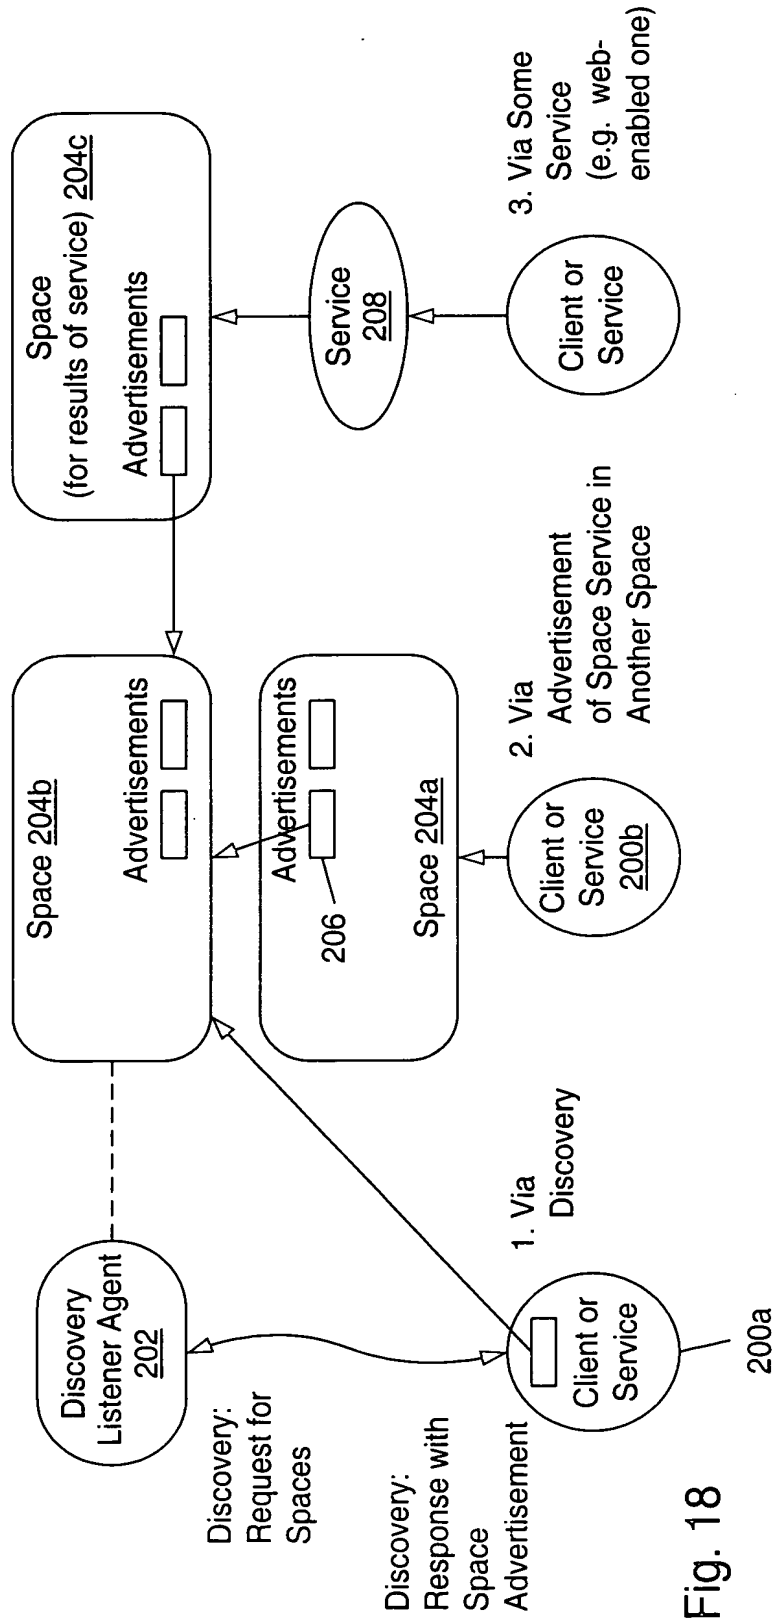 Discovery
Listener Agent
202
Space 204b
Advertisements
Space
(for results of service) 204c
Advertisements
Discovery:
Request for
Spaces
Advertisements
206
Space 204a
Service
208
Discovery:
Response with
Space
Advertisement
Client or
Service
200a
1. Via
Discovery
Client or
Service
200b
2. Via
Advertisement
of Space Service in
Another Space
Client or
Service
3. Via Some
Service
(e.g. web-
enabled one)
Fig. 18